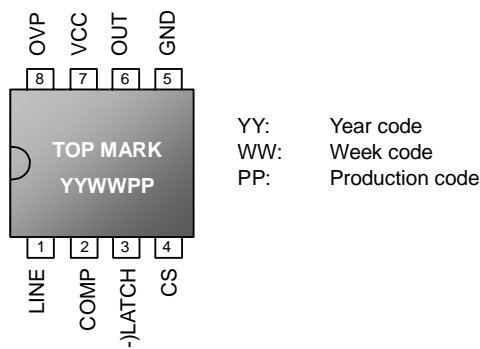 OVP VCC OUT GND
8 7 6 5
TOP MARK
YYWWPP
1 2 3 4
LINE COMP -)LATCH CS
YY: Year code
WW: Week code
PP: Production code